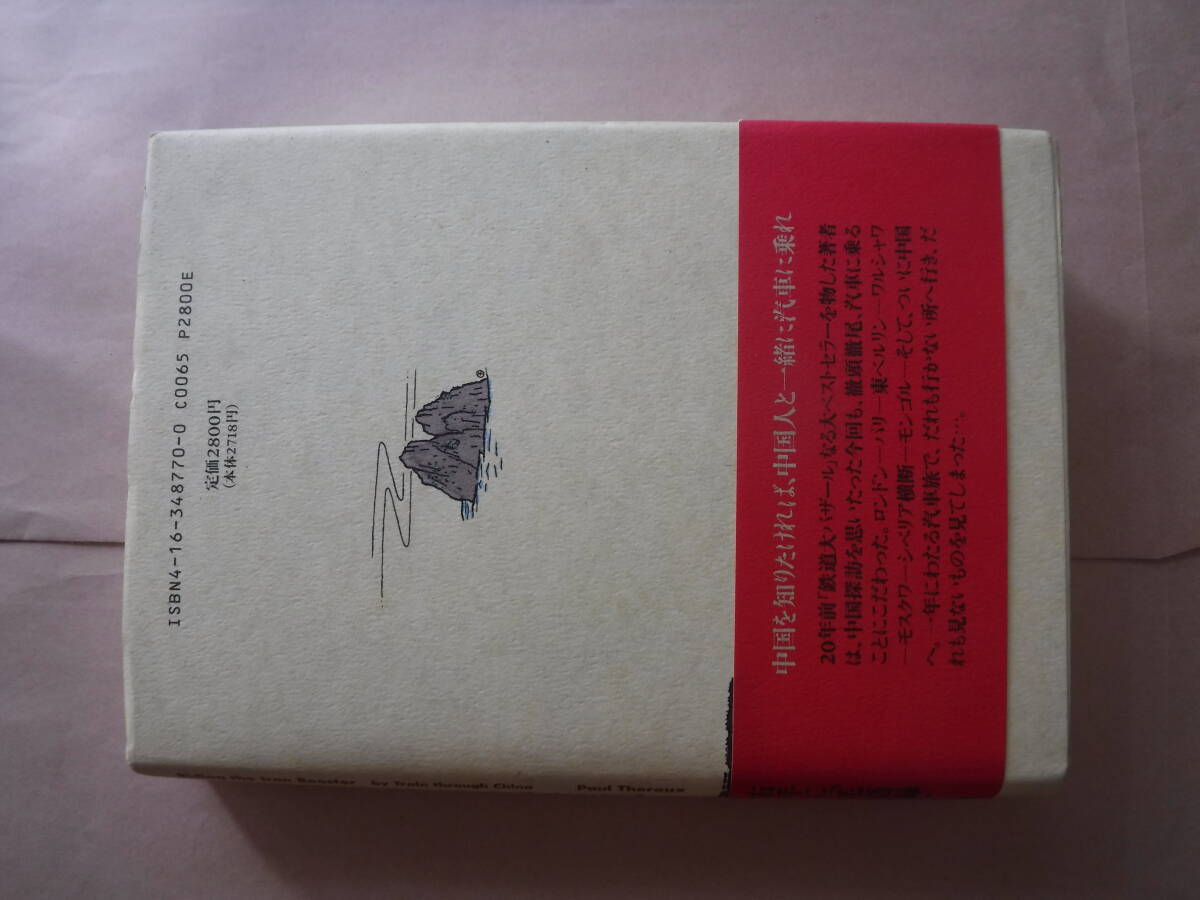 ISBN4-16-348770-0 C0065 P2800E
定価2800円
(本体2718円)
中国を知りたければ、中国人と一緒に汽車に乗れ
20年前「鉄道大バザール」なる大ベストセラーを物した著者
は、中国探訪を思いたった今回も、徹頭徹尾、汽車に乗る
ことにこだわった。ロンドン―パリ―東ベルリン―ワルシャワ
―モスクワ―シベリア横断―モンゴル―そして、ついに中国
へ。一年にわたる汽車旅で、だれも行かない所へ行き、だ
れも見ないものを見てしまった…。
Riding the Iron Rooster by Train through China Paul Theroux